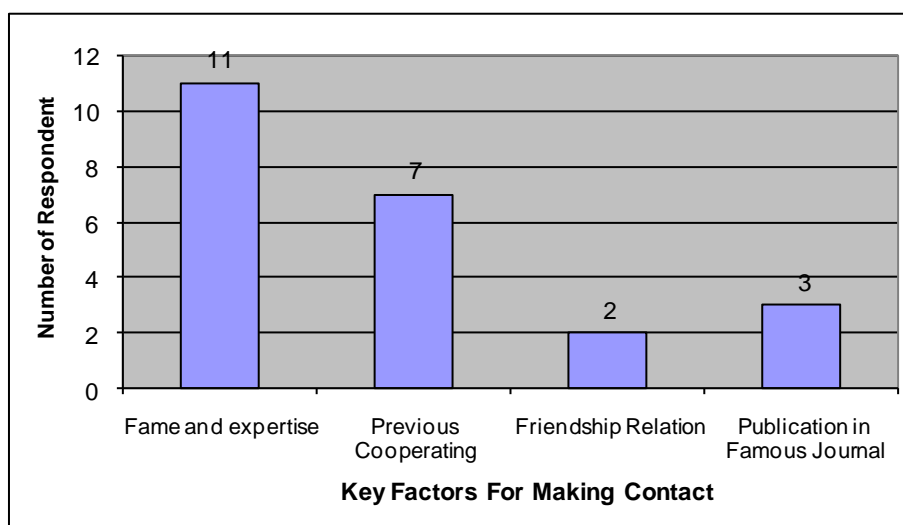 Number of Respondent
12
10
8
6
4
2
0
11
7
2
3
Fame and expertise
Previous
Cooperating
Friendship Relation
Publication in
Famous Journal
Key Factors For Making Contact